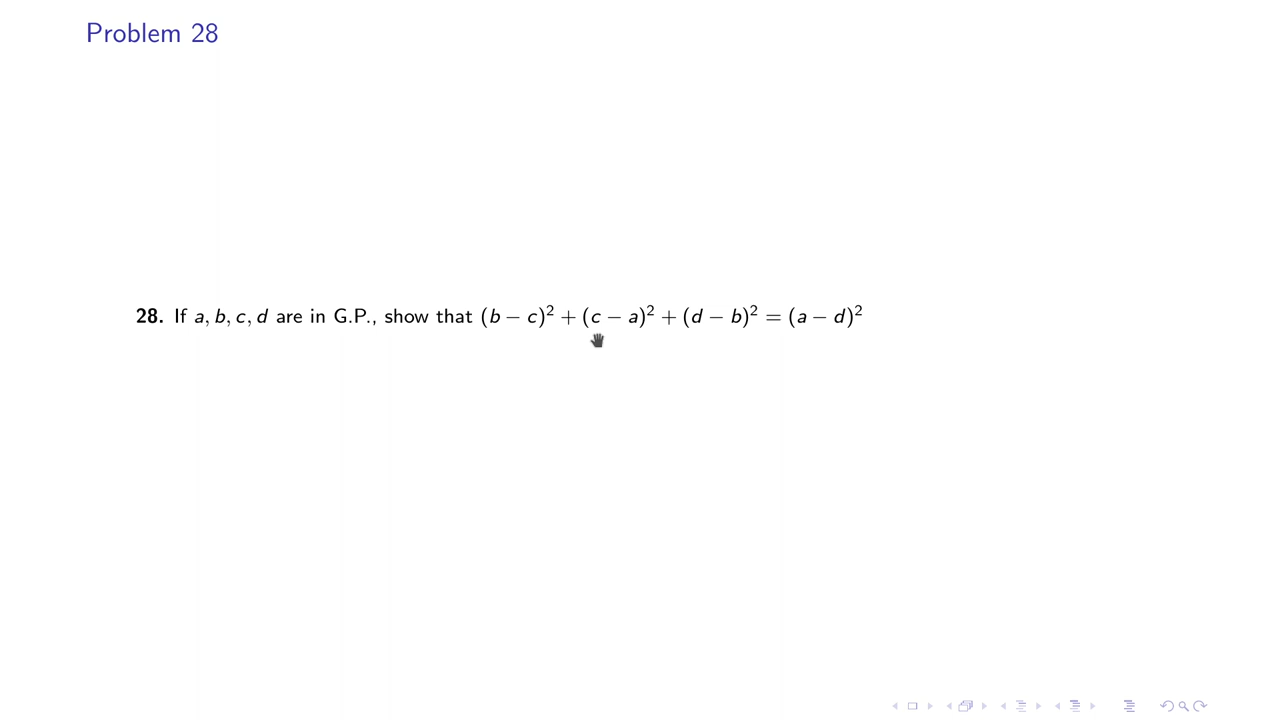 Problem 28
28. If a, b, c, d are in G.P., show that (b − c)² + (c − a)² + (d − b)² = (a − d)²